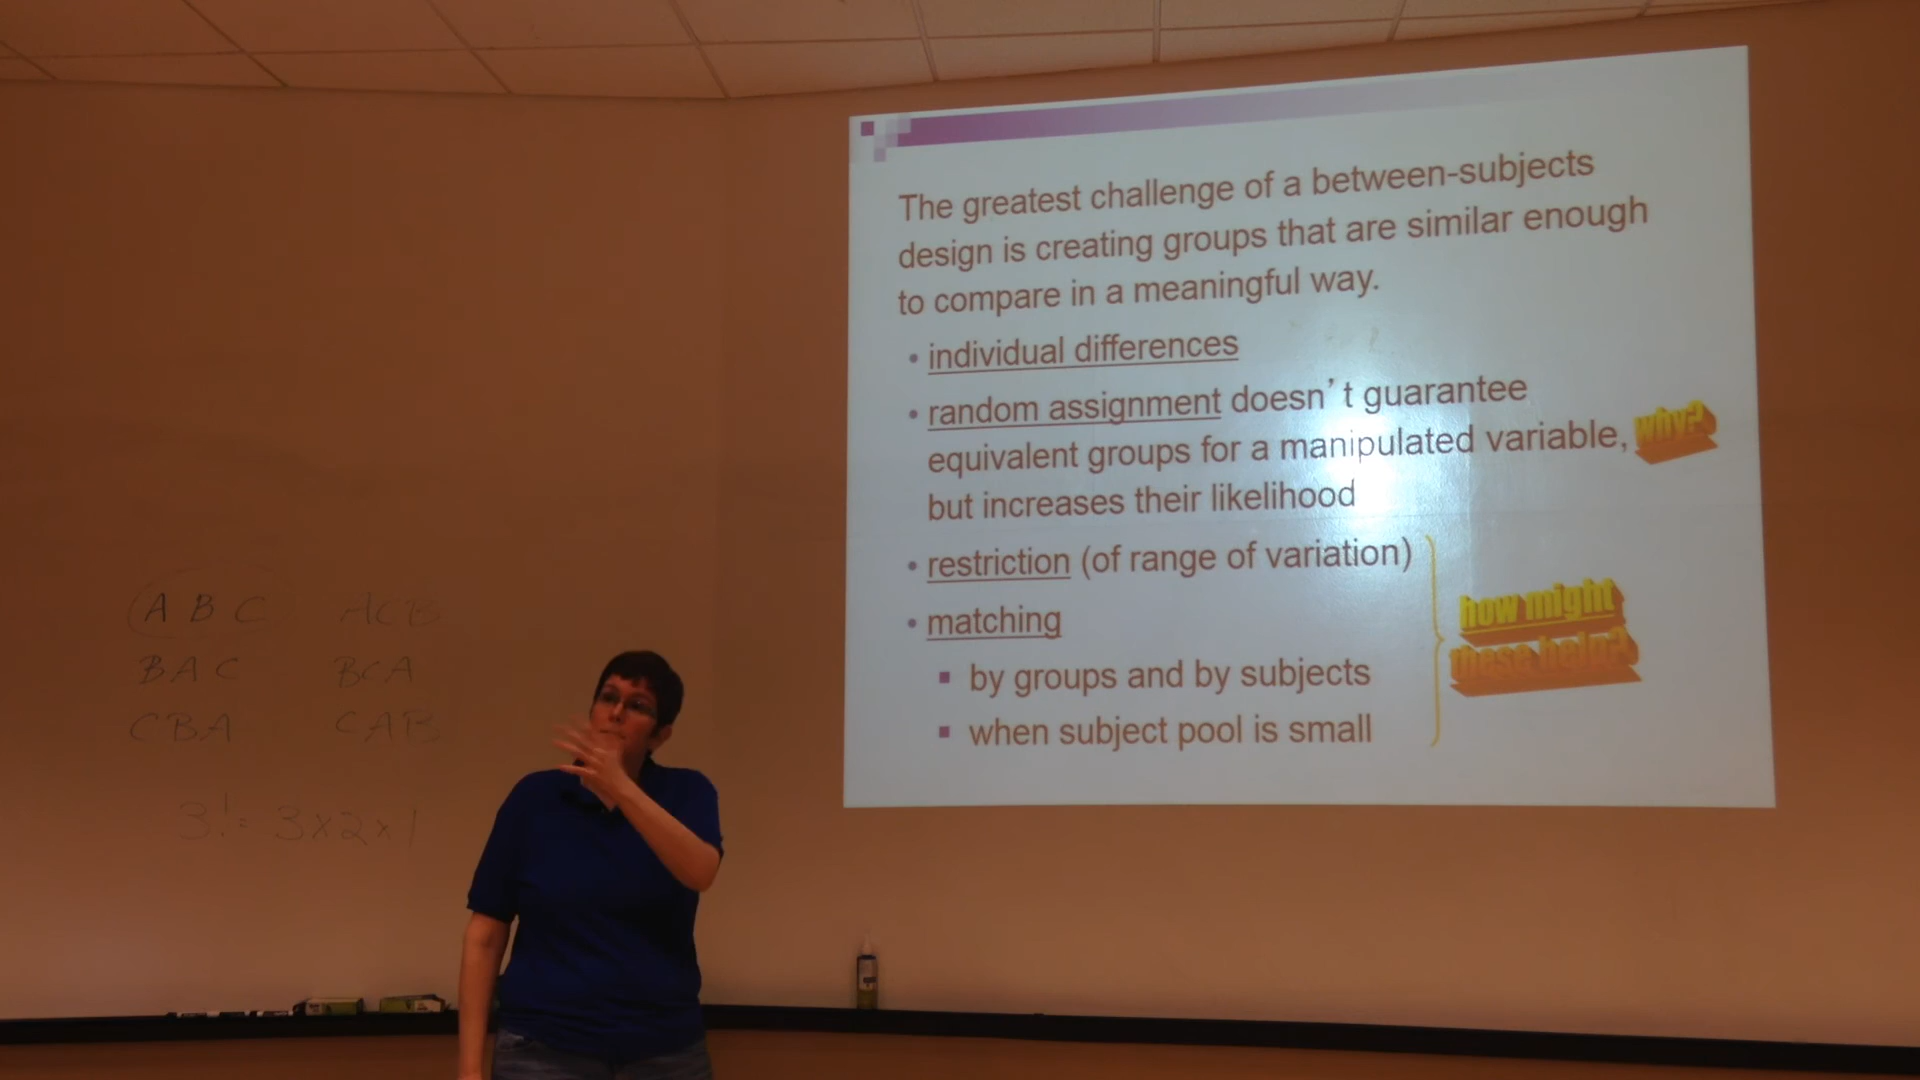 The greatest challenge of a between-subjects
design is creating groups that are similar enough
to compare in a meaningful way.
• individual differences
• random assignment doesn’t guarantee
equivalent groups for a manipulated variable, why?
but increases their likelihood
• restriction (of range of variation)
• matching
▪ by groups and by subjects
▪ when subject pool is small
how might
these help?
A B C ACB
BAC BCA
CBA CAB
3! = 3x2x1